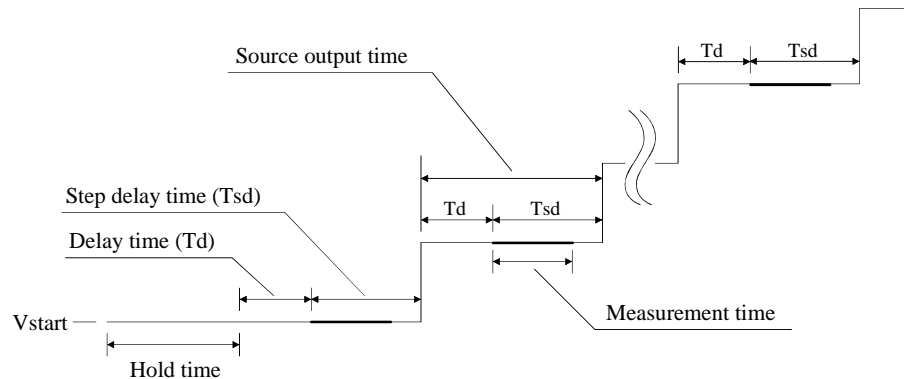 Td
Tsd
Source output time
Step delay time (Tsd)
Td
Tsd
Delay time (Td)
Measurement time
Vstart
Hold time